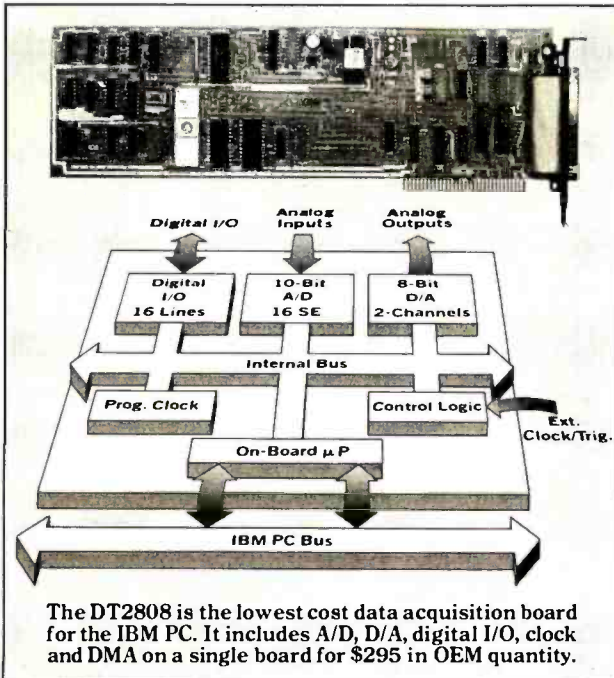 Digital I/O
Analog
Inputs
Analog
Outputs
Digital
I/O
16 Lines
10-Bit
A/D
16 SE
8-Bit
D/A
2-Channels
Internal Bus
Prog. Clock
Control Logic
Ext.
Clock/Trig.
On-Board μP
IBM PC Bus
The DT2808 is the lowest cost data acquisition board
for the IBM PC. It includes A/D, D/A, digital I/O, clock
and DMA on a single board for $295 in OEM quantity.